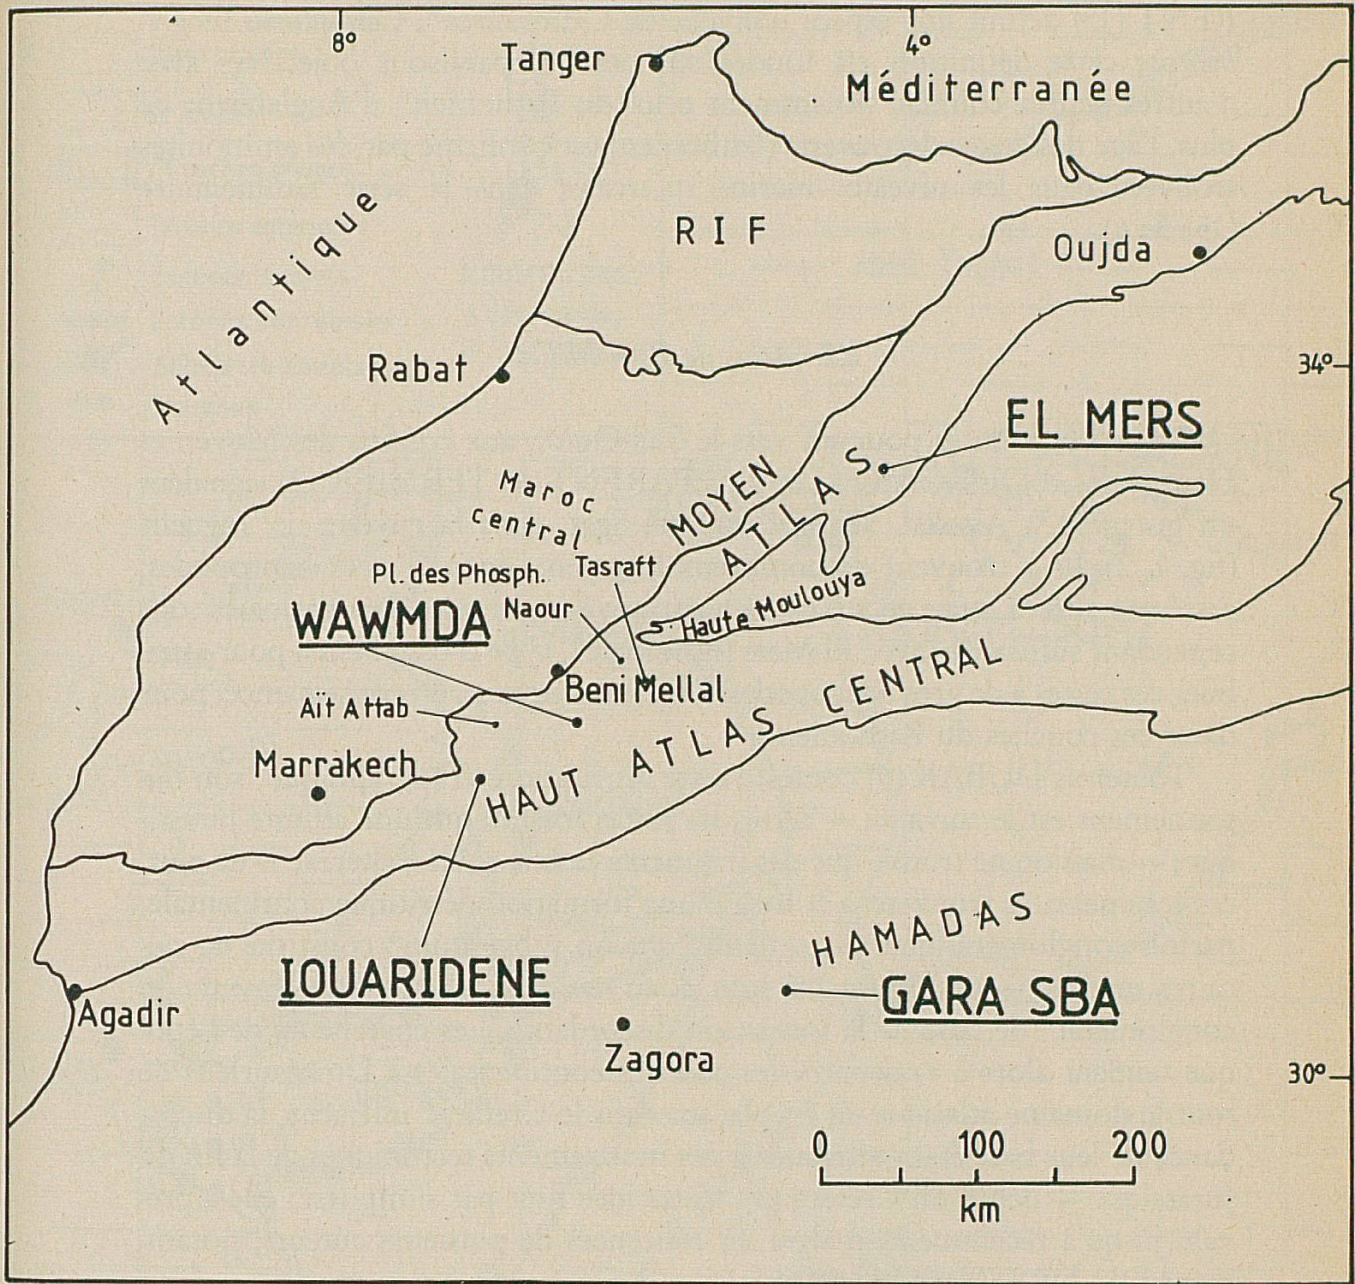 8°
4°
Tanger
Méditerranée
Atlantique
RIF
Oujda
Rabat
34°
EL MERS
Maroc
central
MOYEN
ATLAS
Pl. des Phosph.
Tasraft
Naour
Haute Moulouya
WAWMDA
Beni Mellal
Aït Attab
HAUT ATLAS CENTRAL
Marrakech
HAMADAS
IOUARIDENE
GARA SBA
Agadir
Zagora
30°
0 100 200
km